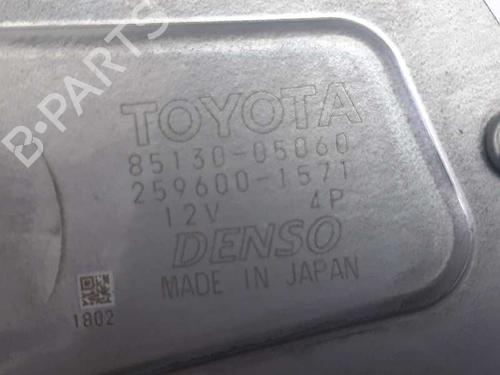 B-PARTS
TOYOTA
85130-05060
259600-1571
12V 4P
DENSO
MADE IN JAPAN
1802